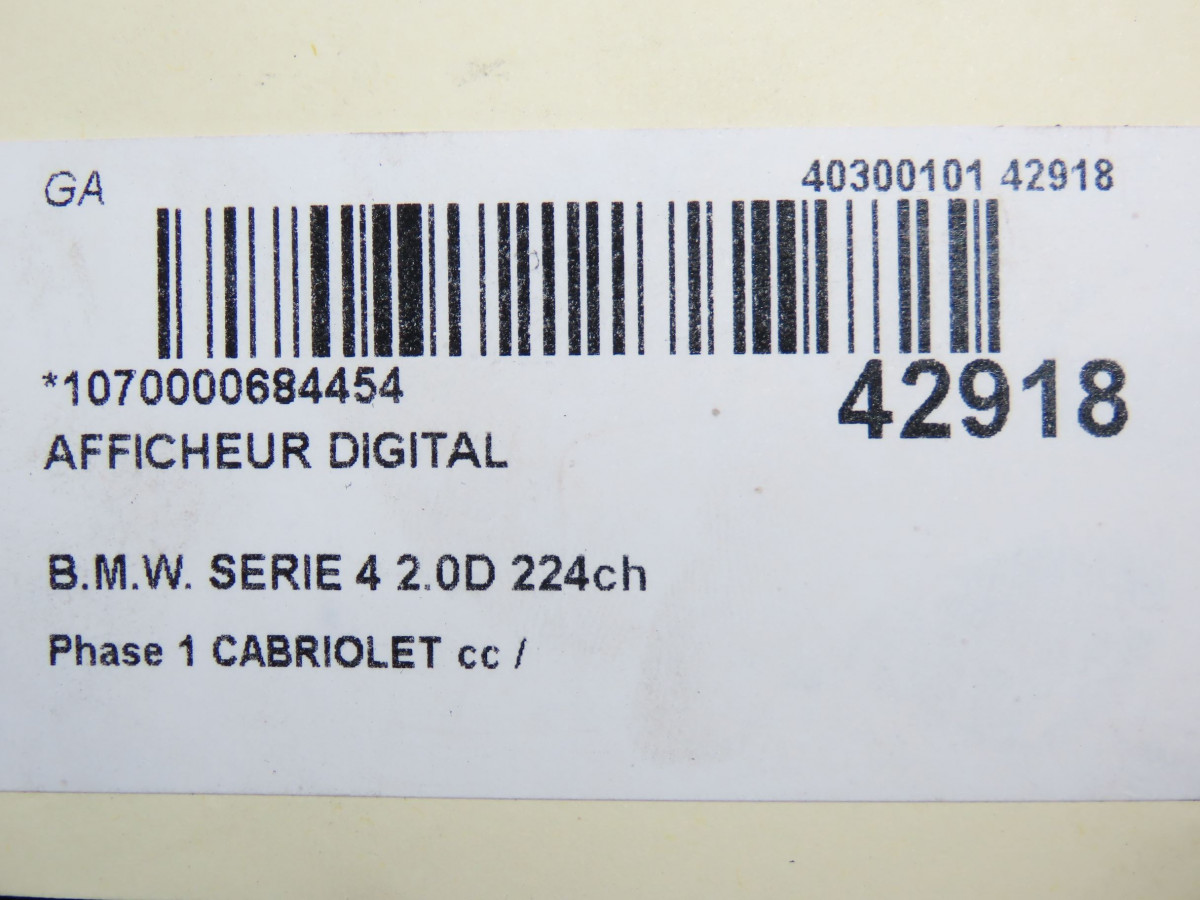 GA
40300101 42918
*1070000684454
42918
AFFICHEUR DIGITAL
B.M.W. SERIE 4 2.0D 224ch
Phase 1 CABRIOLET cc /